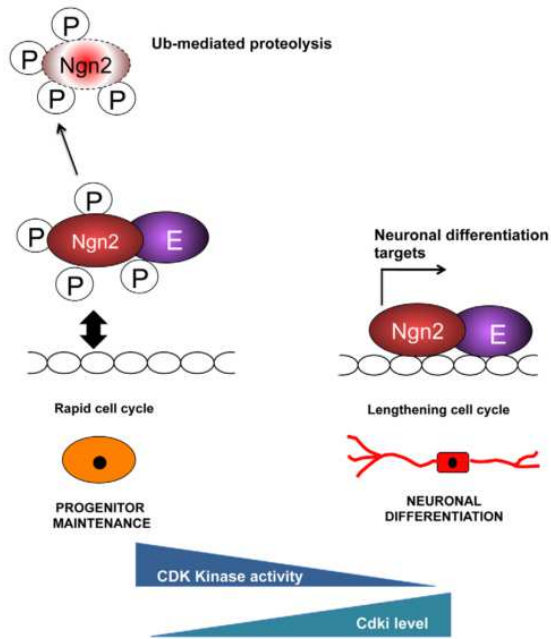 P
P
Ngn2
P
P
Ub-mediated proteolysis
P
P
Ngn2
E
P
P
Neuronal differentiation
targets
Ngn2
E
Rapid cell cycle
Lengthening cell cycle
PROGENITOR
MAINTENANCE
NEURONAL
DIFFERENTIATION
CDK Kinase activity
Cdki level